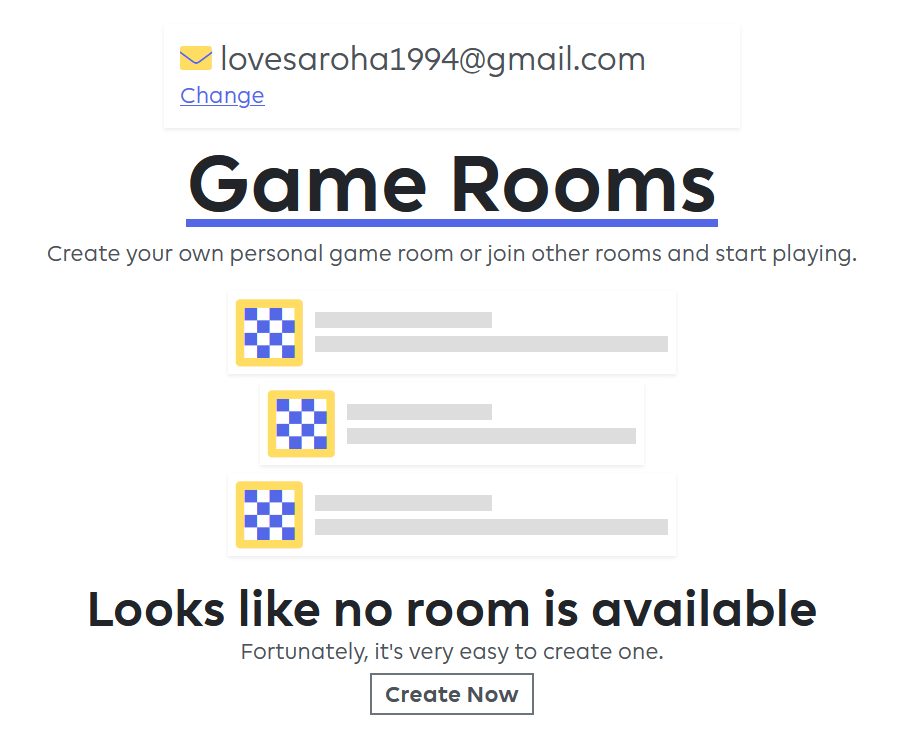 lovesaroha1994@gmail.com
Change
Game Rooms
Create your own personal game room or join other rooms and start playing.
Looks like no room is available
Fortunately, it's very easy to create one.
Create Now